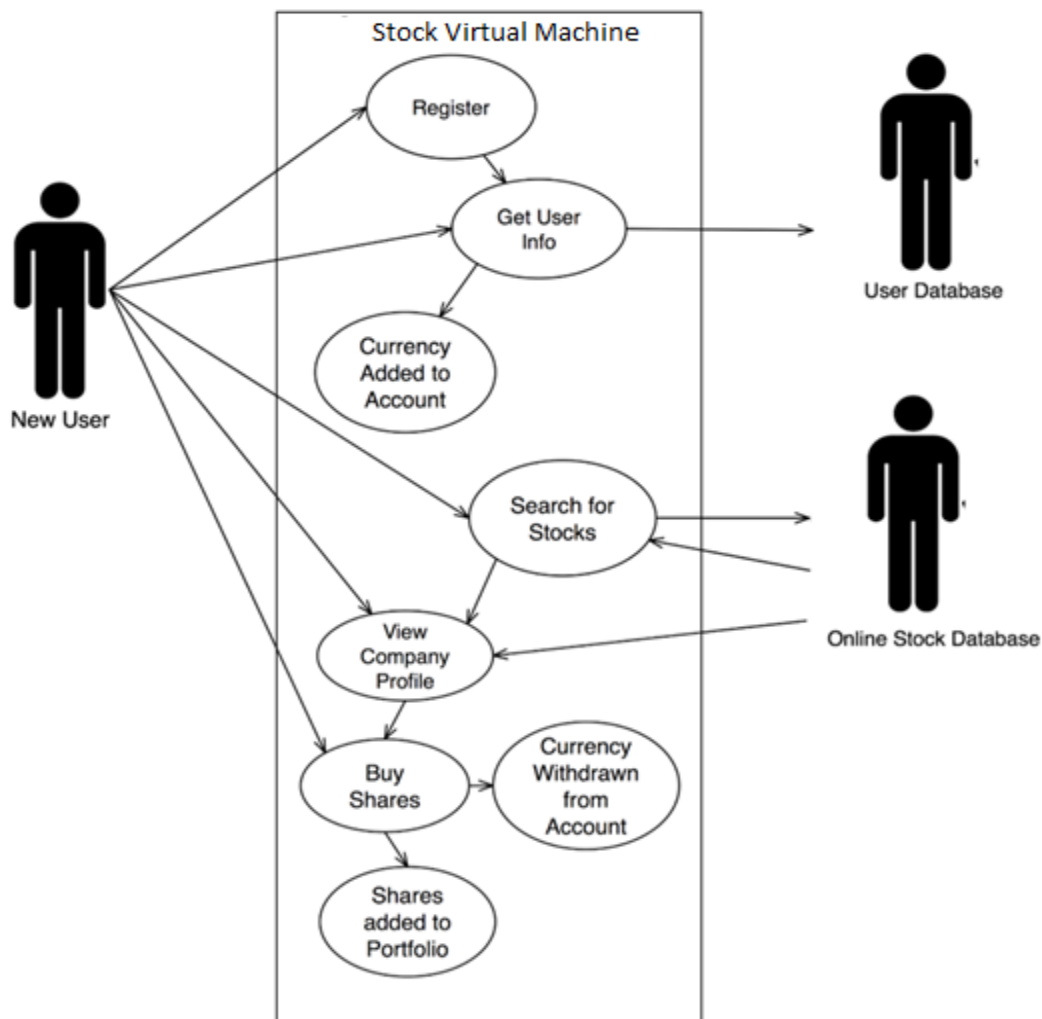 Stock Virtual Machine
Register
Get User
Info
User Database
Currency
Added to
Account
New User
Search for
Stocks
View
Company
Profile
Online Stock Database
Buy
Shares
Currency
Withdrawn
from
Account
Shares
added to
Portfolio